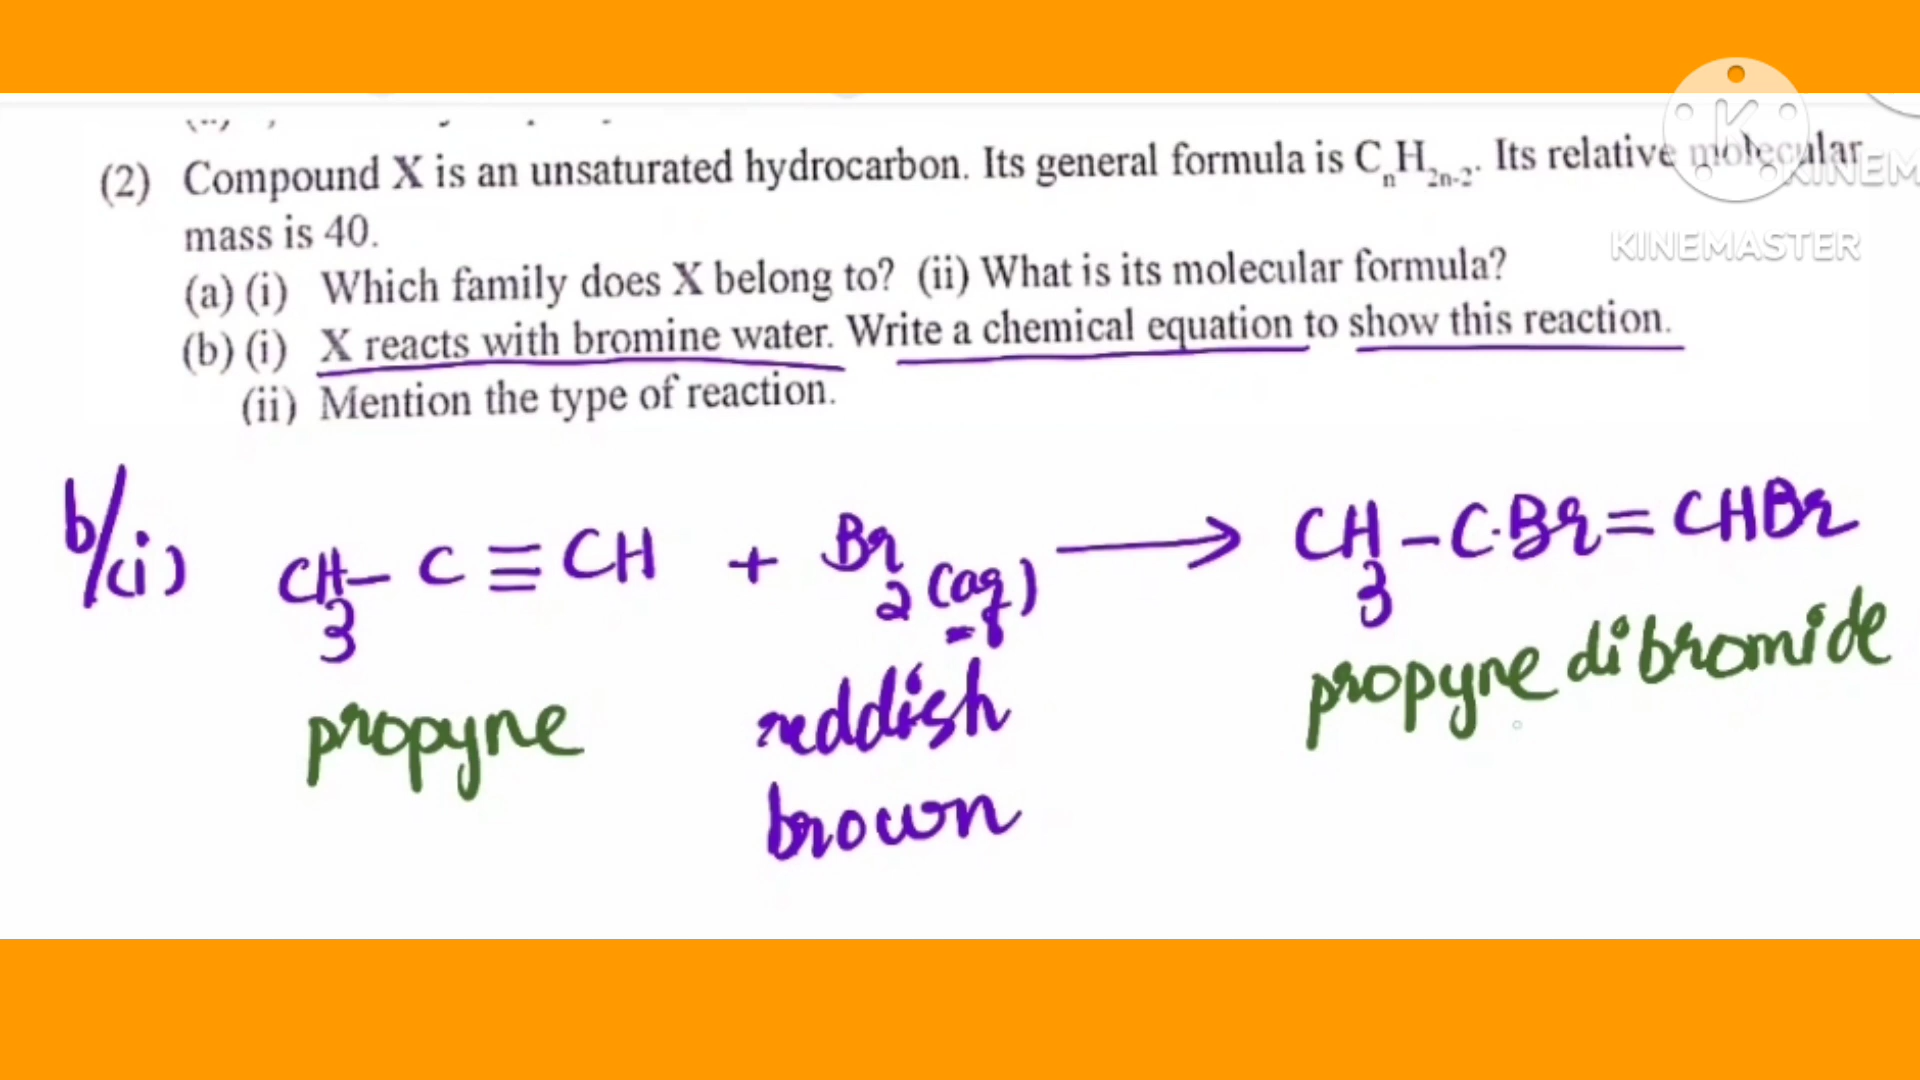 (2) Compound X is an unsaturated hydrocarbon. Its general formula is CnH2n-2. Its relative molecular
mass is 40.
(a) (i) Which family does X belong to? (ii) What is its molecular formula?
(b) (i) X reacts with bromine water. Write a chemical equation to show this reaction.
(ii) Mention the type of reaction.
b/(i) CH3-C≡CH + Br2(aq) → CH3-C·Br=CHBr
propyne reddish brown propyne dibromide
K
KINEM
KINEMASTER